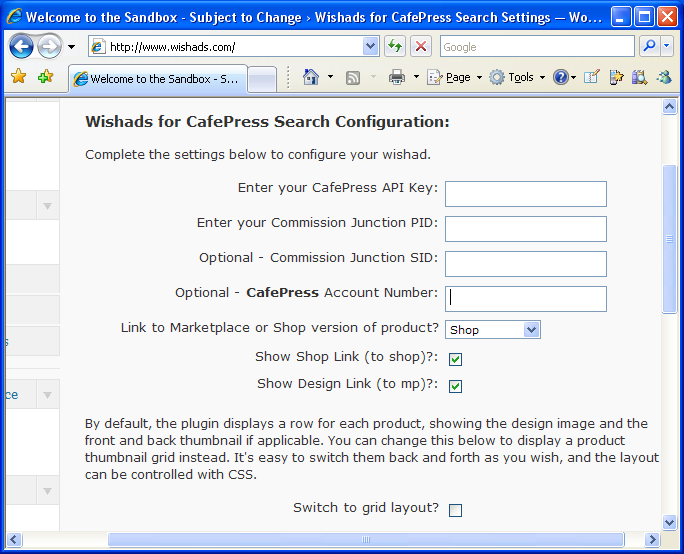 Welcome to the Sandbox - Subject to Change › Wishads for CafePress Search Settings — Wo...
http://www.wishads.com/
Google
Welcome to the Sandbox - S...
Page
Tools
Wishads for CafePress Search Configuration:
Complete the settings below to configure your wishad.
Enter your CafePress API Key:
Enter your Commission Junction PID:
Optional - Commission Junction SID:
Optional - CafePress Account Number:
Link to Marketplace or Shop version of product? Shop
s
Show Shop Link (to shop)?:
Show Design Link (to mp)?:
ce
By default, the plugin displays a row for each product, showing the design image and the
front and back thumbnail if applicable. You can change this below to display a product
thumbnail grid instead. It's easy to switch them back and forth as you wish, and the layout
can be controlled with CSS.
Switch to grid layout?